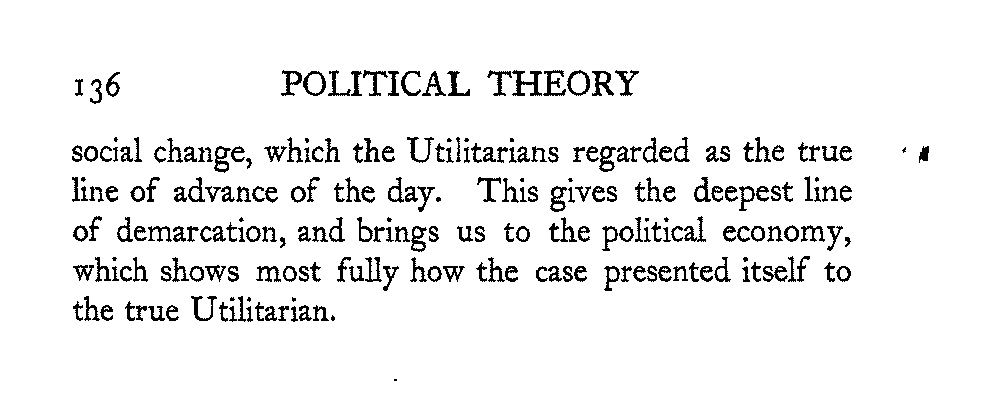 136 POLITICAL THEORY
social change, which the Utilitarians regarded as the true
line of advance of the day. This gives the deepest line
of demarcation, and brings us to the political economy,
which shows most fully how the case presented itself to
the true Utilitarian.